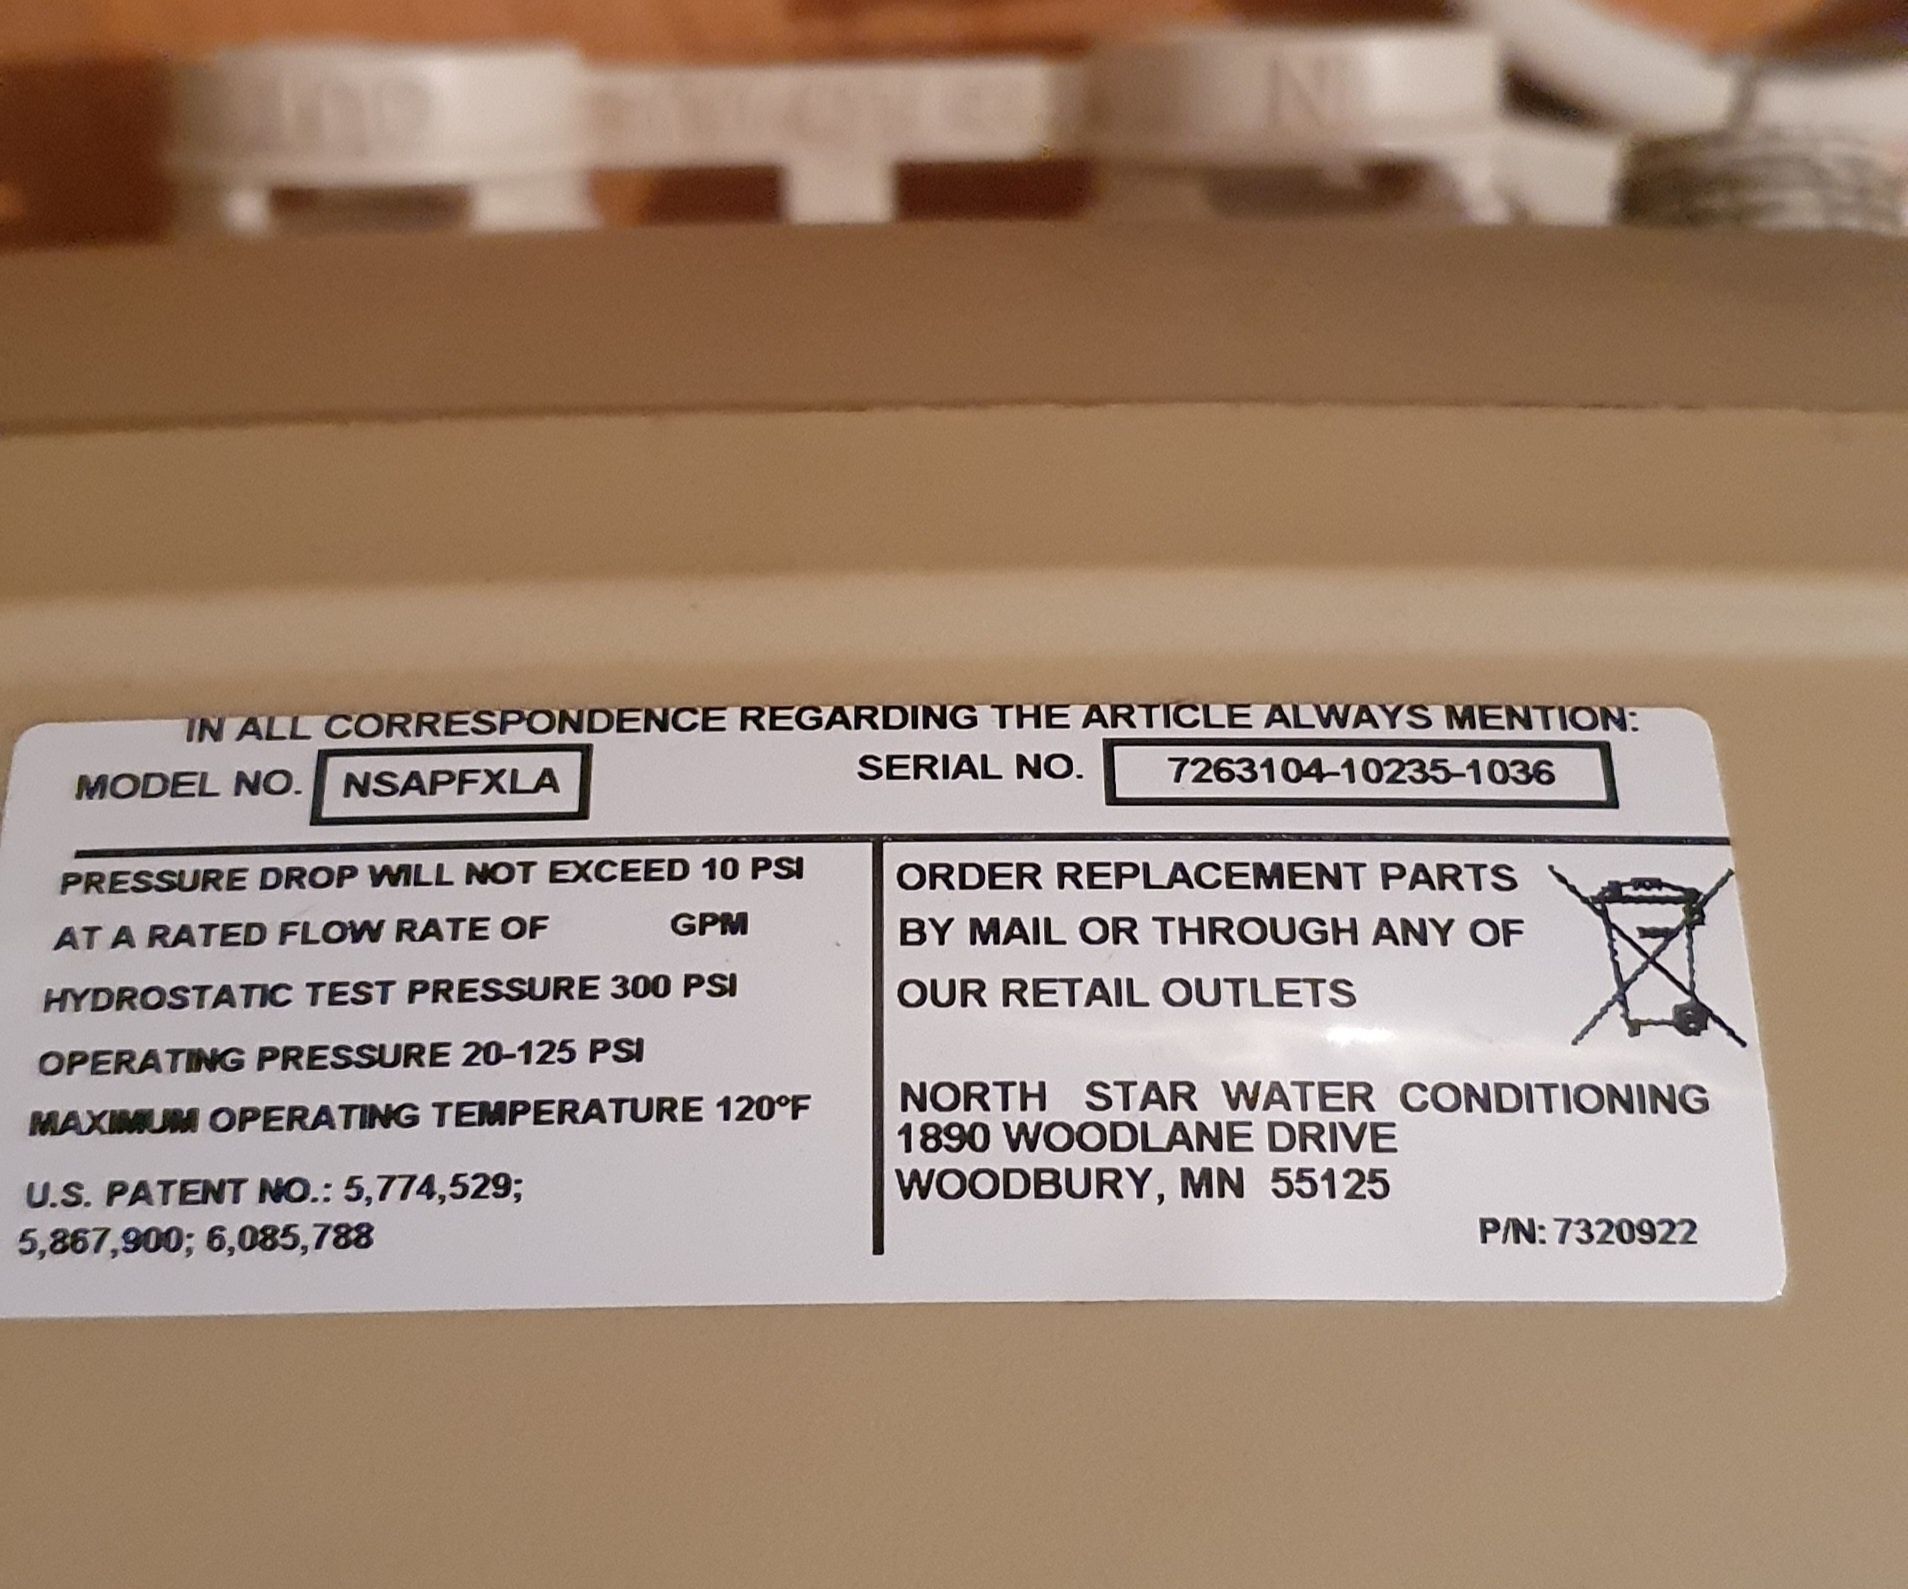 IN ALL CORRESPONDENCE REGARDING THE ARTICLE ALWAYS MENTION:
MODEL NO. NSAPFXLA SERIAL NO. 7263104-10235-1036
PRESSURE DROP WILL NOT EXCEED 10 PSI
AT A RATED FLOW RATE OF GPM
HYDROSTATIC TEST PRESSURE 300 PSI
OPERATING PRESSURE 20-125 PSI
MAXIMUM OPERATING TEMPERATURE 120°F
U.S. PATENT NO.: 5,774,529;
5,867,900; 6,085,788
ORDER REPLACEMENT PARTS
BY MAIL OR THROUGH ANY OF
OUR RETAIL OUTLETS
NORTH STAR WATER CONDITIONING
1890 WOODLANE DRIVE
WOODBURY, MN 55125
P/N: 7320922